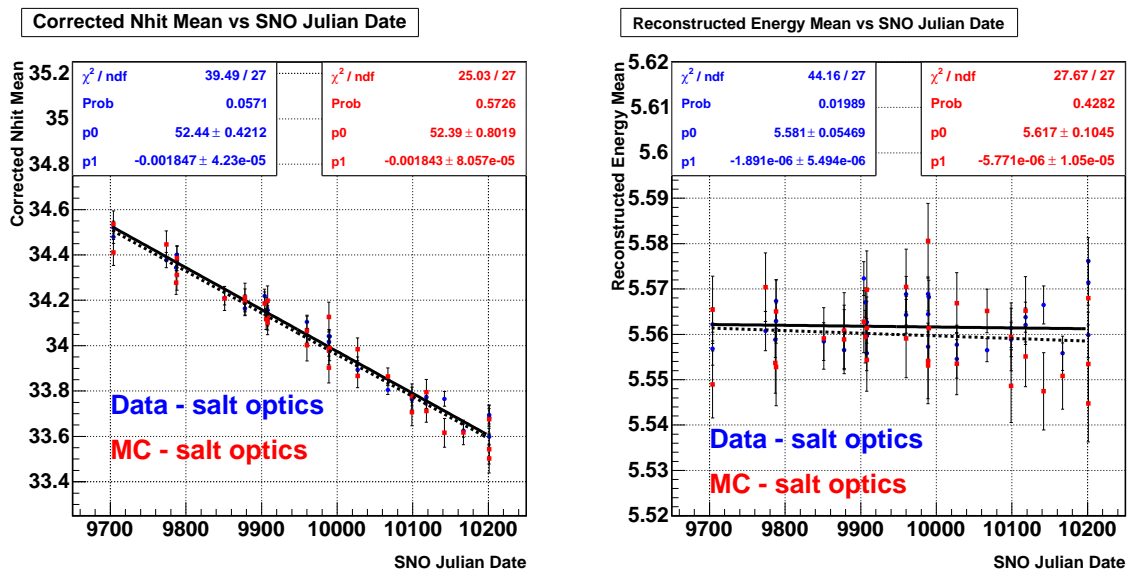 Corrected Nhit Mean vs SNO Julian Date
χ² / ndf 39.49 / 27
Prob 0.0571
p0 52.44 ± 0.4212
p1 -0.001847 ± 4.23e-05
χ² / ndf 25.03 / 27
Prob 0.5726
p0 52.39 ± 0.8019
p1 -0.001843 ± 8.057e-05
Corrected Nhit Mean
35.2
35
34.8
34.6
34.4
34.2
34
33.8
33.6
33.4
Data - salt optics
MC - salt optics
9700 9800 9900 10000 10100 10200
SNO Julian Date
Reconstructed Energy Mean vs SNO Julian Date
χ² / ndf 44.16 / 27
Prob 0.01989
p0 5.581 ± 0.05469
p1 -1.891e-06 ± 5.494e-06
χ² / ndf 27.67 / 27
Prob 0.4282
p0 5.617 ± 0.1045
p1 -5.771e-06 ± 1.05e-05
Reconstructed Energy Mean
5.62
5.61
5.6
5.59
5.58
5.57
5.56
5.55
5.54
5.53
5.52
Data - salt optics
MC - salt optics
9700 9800 9900 10000 10100 10200
SNO Julian Date